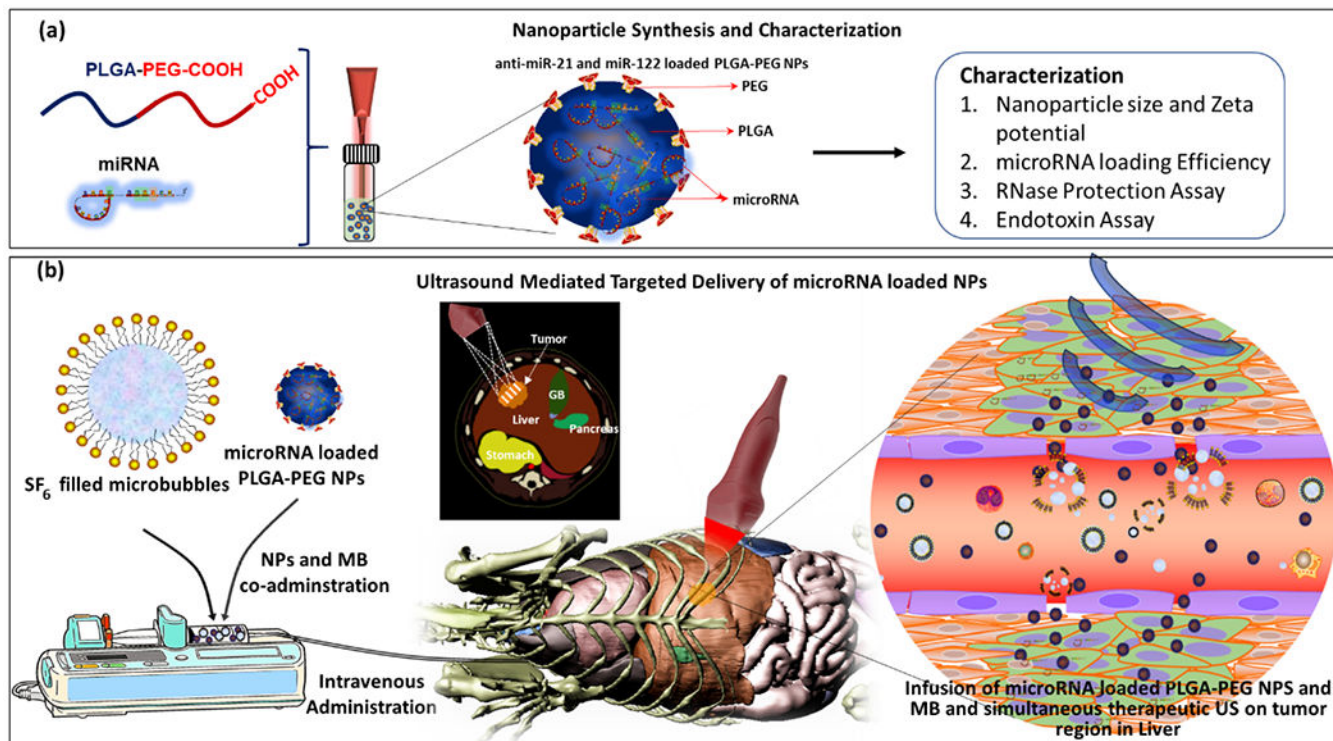 (a)
Nanoparticle Synthesis and Characterization
PLGA-PEG-COOH
COOH
miRNA
anti-miR-21 and miR-122 loaded PLGA-PEG NPs
PEG
PLGA
microRNA
Characterization
1. Nanoparticle size and Zeta
potential
2. microRNA loading Efficiency
3. RNase Protection Assay
4. Endotoxin Assay
(b)
Ultrasound Mediated Targeted Delivery of microRNA loaded NPs
SF6 filled microbubbles
microRNA loaded
PLGA-PEG NPs
NPs and MB
co-adminstration
Intravenous
Administration
Tumor
GB
Liver
Pancreas
Stomach
Infusion of microRNA loaded PLGA-PEG NPS and
MB and simultaneous therapeutic US on tumor
region in Liver